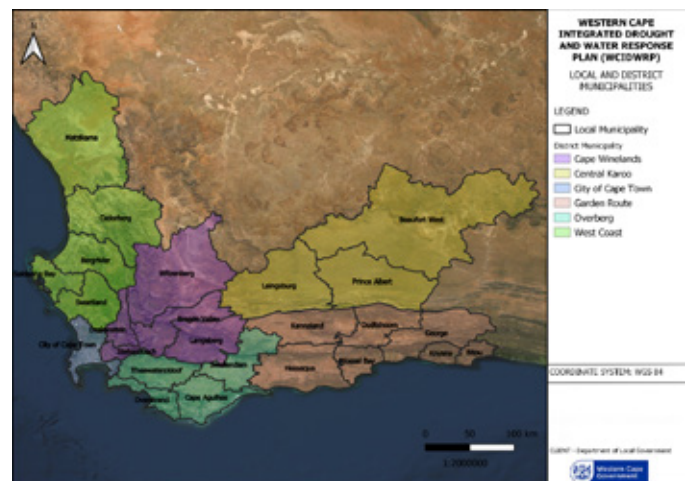 WESTERN CAPE
INTEGRATED DROUGHT
AND WATER RESPONSE
PLAN (WCIDWRP)
LOCAL AND DISTRICT
MUNICIPALITIES
LEGEND
Local Municipality
District Municipality
Cape Winelands
Central Karoo
City of Cape Town
Garden Route
Overberg
West Coast
N
Matzikama
Cederberg
Bergrivier
Saldanha Bay
Swartland
Witzenberg
Drakenstein
Stellenbosch
Breede Valley
Langeberg
City of Cape Town
Theewaterskloof
Overstrand
Cape Agulhas
Swellendam
Beaufort West
Laingsburg
Prince Albert
Kannaland
Oudtshoorn
George
Hessequa
Mossel Bay
Knysna
Bitou
0 50 100 km
1:2000000
COORDINATE SYSTEM: WGS 84
CLIENT - Department of Local Government
Western Cape
Government